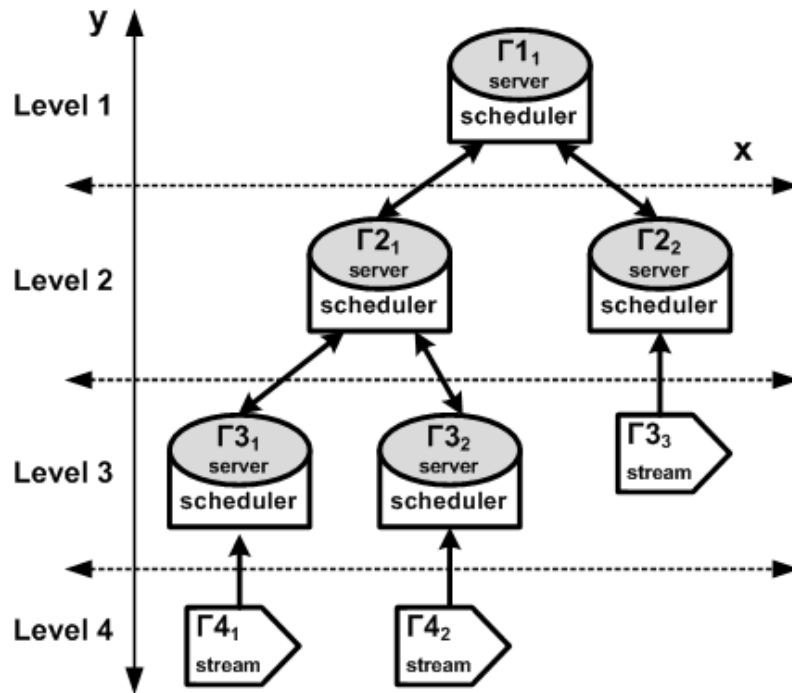 y
Γ1₁
server
Level 1
scheduler
x
Γ2₁
server
Γ2₂
server
Level 2
scheduler
scheduler
Γ3₁
server
Γ3₂
server
Γ3₃
stream
Level 3
scheduler
scheduler
Level 4
Γ4₁
stream
Γ4₂
stream